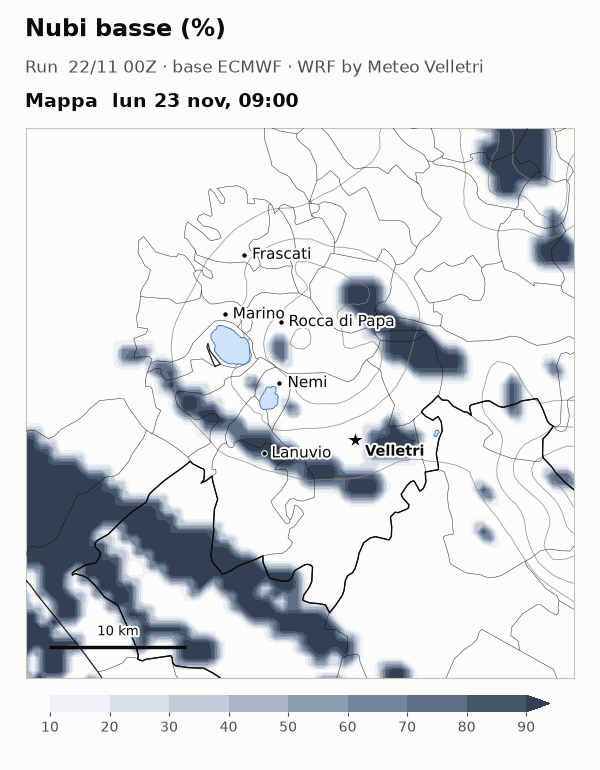 Nubi basse (%)
Run  22/11 00Z · base ECMWF · WRF by Meteo Velletri
Mappa  lun 23 nov, 09:00
Frascati
Marino
Rocca di Papa
Nemi
Velletri
Lanuvio
10 km
10 20 30 40 50 60 70 80 90